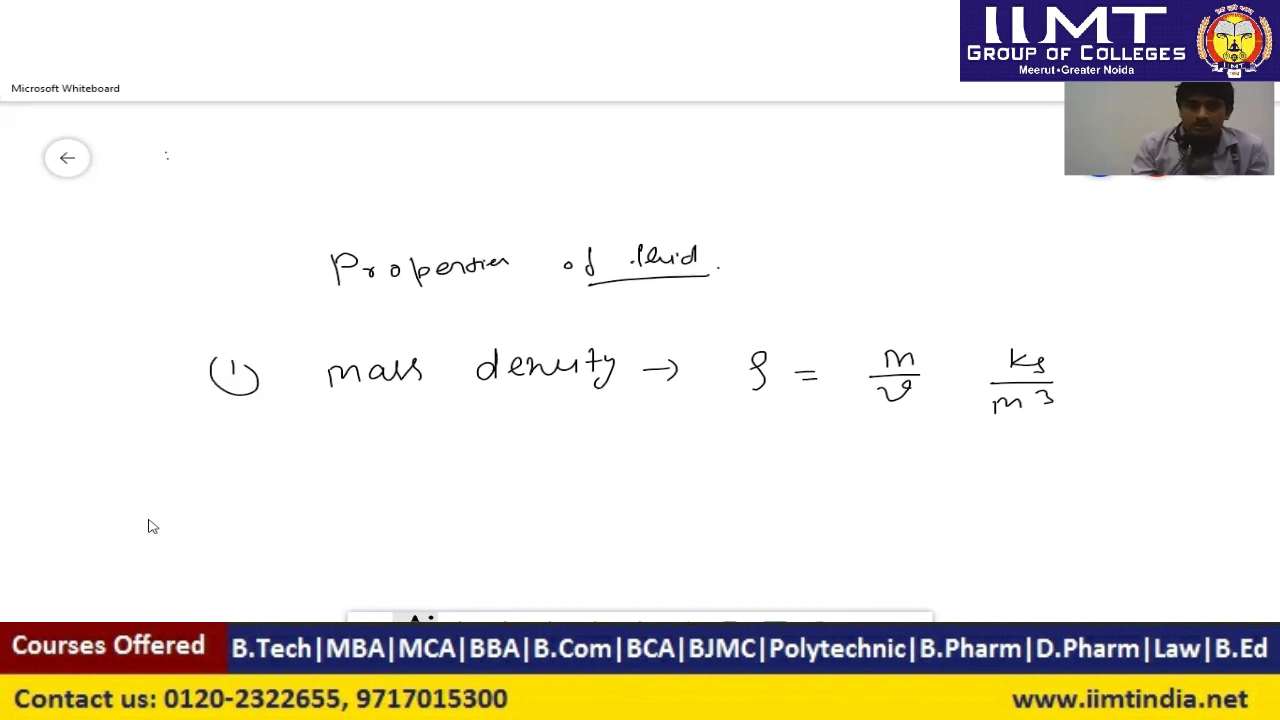 IIMT
GROUP OF COLLEGES
Meerut•Greater Noida
Microsoft Whiteboard
Properties of fluid.
(1) mass density → ρ = m/v kg/m3
Courses Offered
B.Tech|MBA|MCA|BBA|B.Com|BCA|BJMC|Polytechnic|B.Pharm|D.Pharm|Law|B.Ed
Contact us: 0120-2322655, 9717015300
www.iimtindia.net